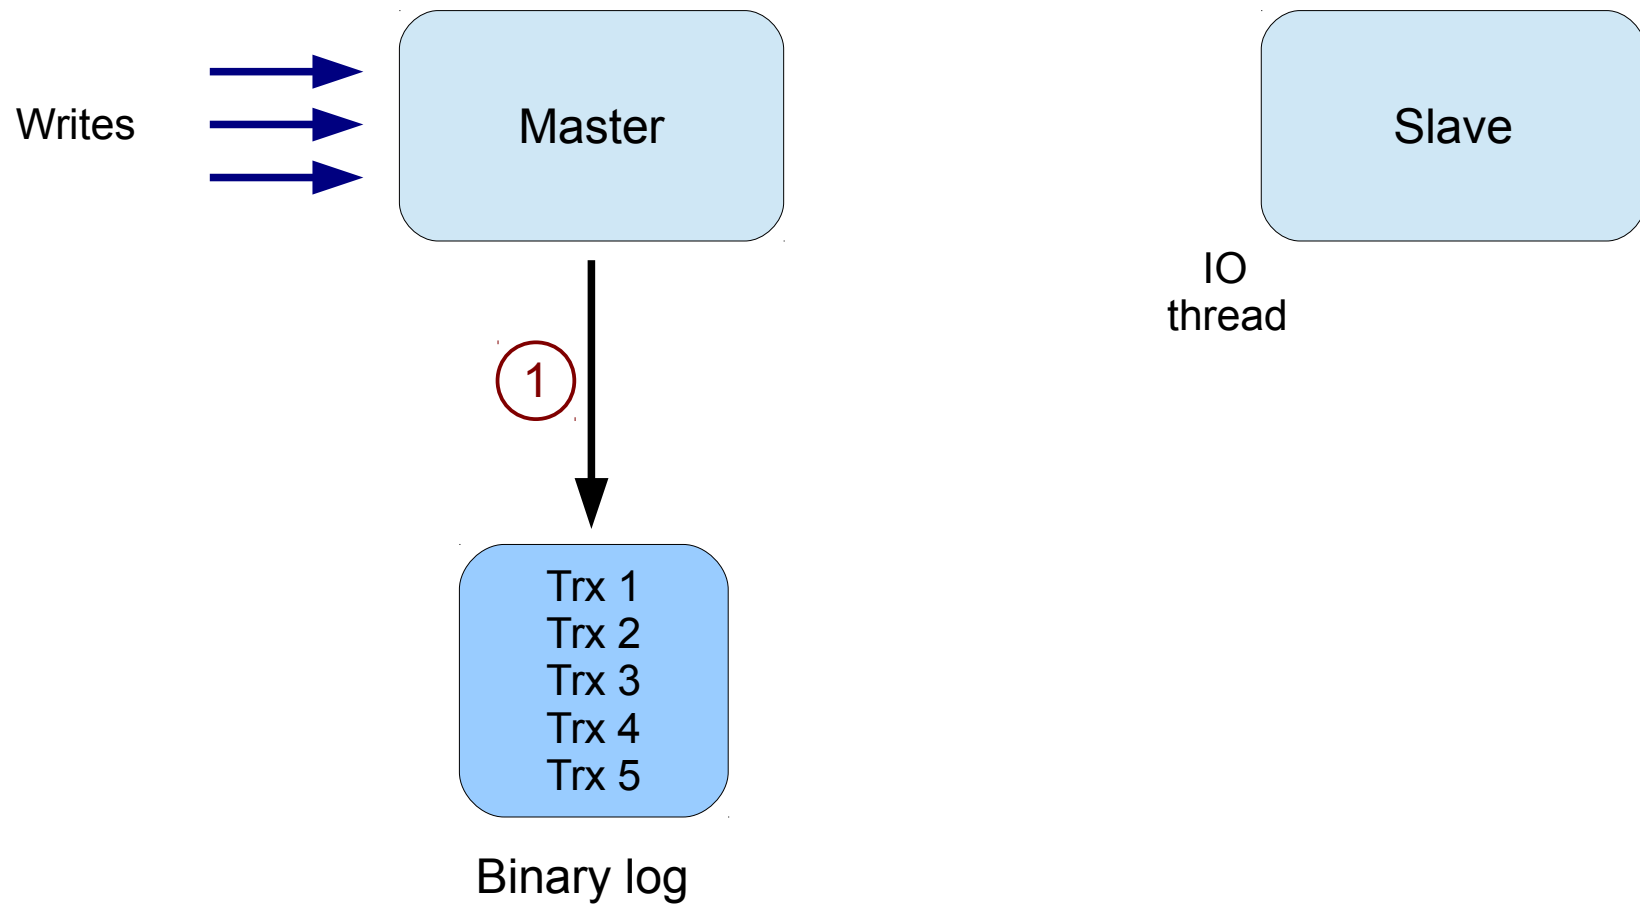 Writes
Master
Slave
IO
thread
1
Trx 1
Trx 2
Trx 3
Trx 4
Trx 5
Binary log